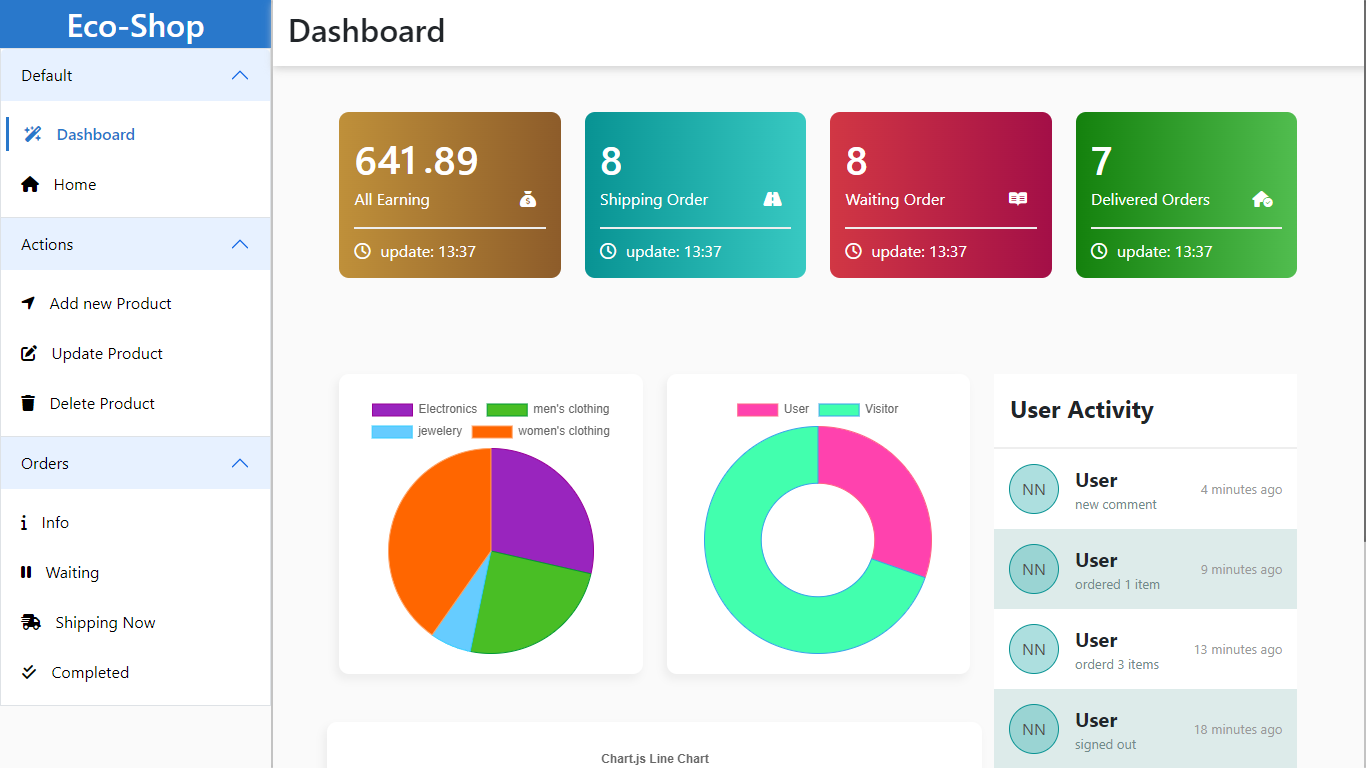 Eco-Shop
Default
Dashboard
Home
Actions
Add new Product
Update Product
Delete Product
Orders
Info
Waiting
Shipping Now
Completed
Dashboard
641.89
All Earning
update: 13:37
8
Shipping Order
update: 13:37
8
Waiting Order
update: 13:37
7
Delivered Orders
update: 13:37
Electronics men's clothing
jewelery women's clothing
User Visitor
User Activity
NN
User
new comment
4 minutes ago
NN
User
ordered 1 item
9 minutes ago
NN
User
orderd 3 items
13 minutes ago
NN
User
signed out
18 minutes ago
Chart.js Line Chart